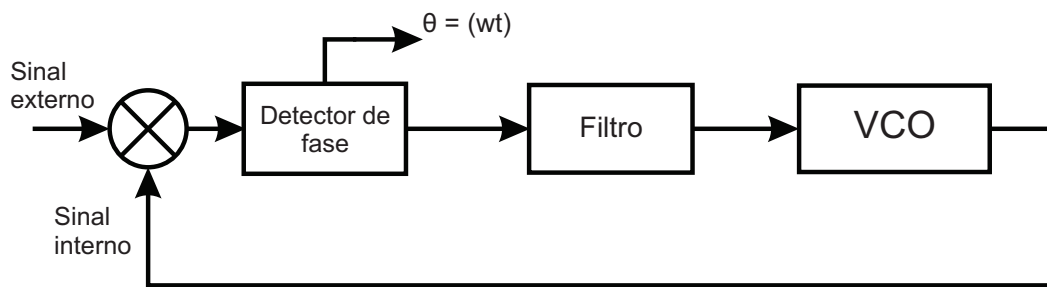 θ = (wt)
Sinal
externo
Detector de
fase
Filtro
VCO
Sinal
interno